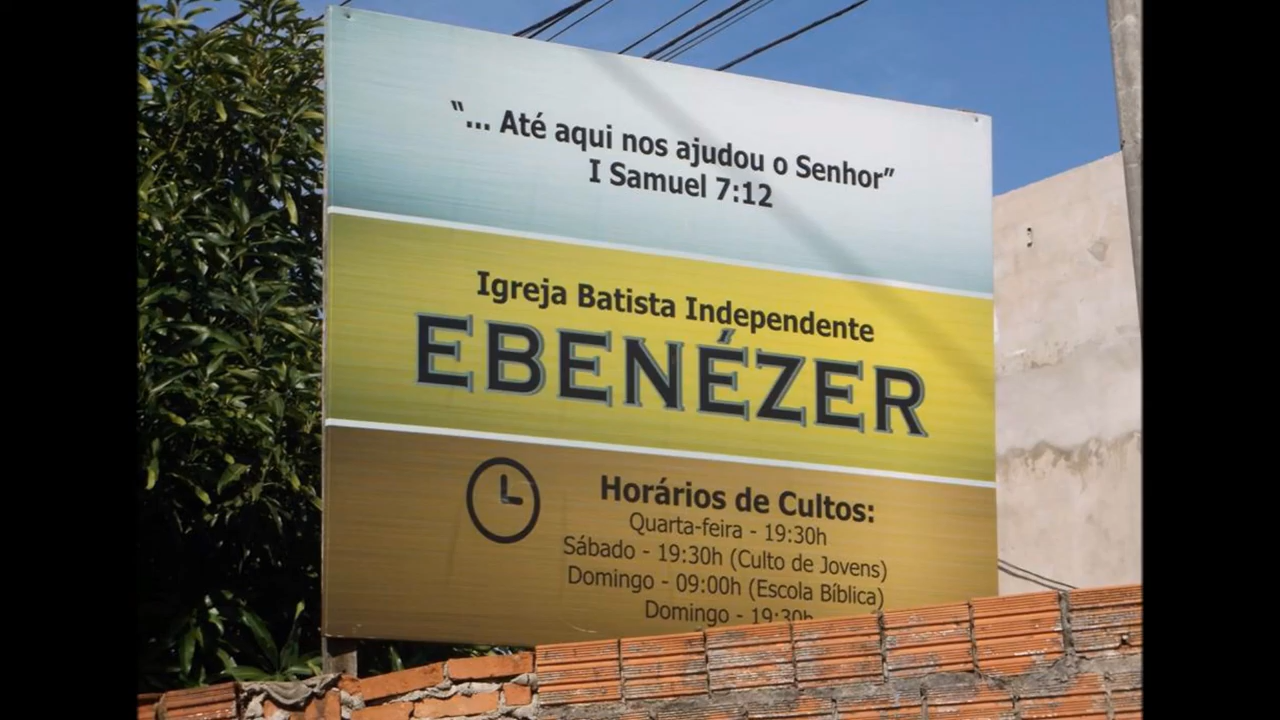 "... Até aqui nos ajudou o Senhor"
I Samuel 7:12
Igreja Batista Independente
EBENÉZER
Horários de Cultos:
Quarta-feira - 19:30h
Sábado - 19:30h (Culto de Jovens)
Domingo - 09:00h (Escola Bíblica)
Domingo - 19:30h